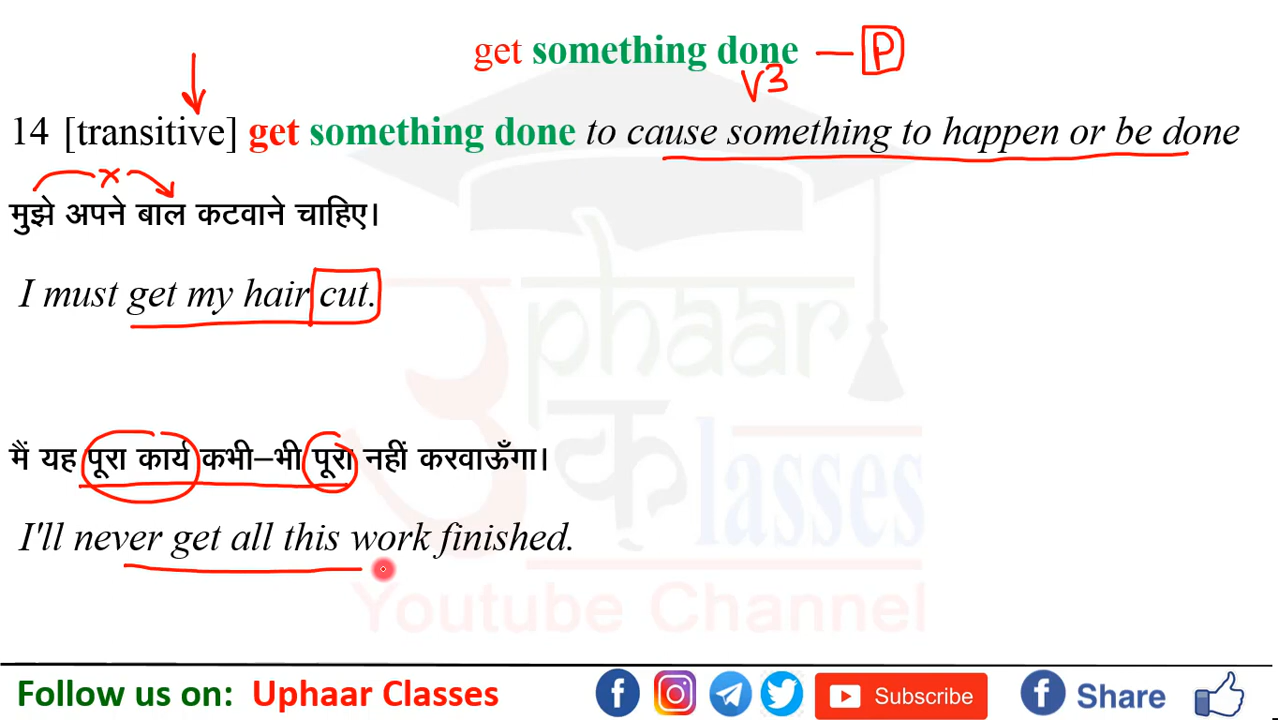 get something done – P
V3
14 [transitive] get something done to cause something to happen or be done
x
मुझे अपने बाल कटवाने चाहिए।
I must get my hair cut.
मैं यह पूरा कार्य कभी–भी पूरा नहीं करवाऊँगा।
I'll never get all this work finished.
उphaar
क lasses
Youtube Channel
Follow us on: Uphaar Classes
Subscribe
Share